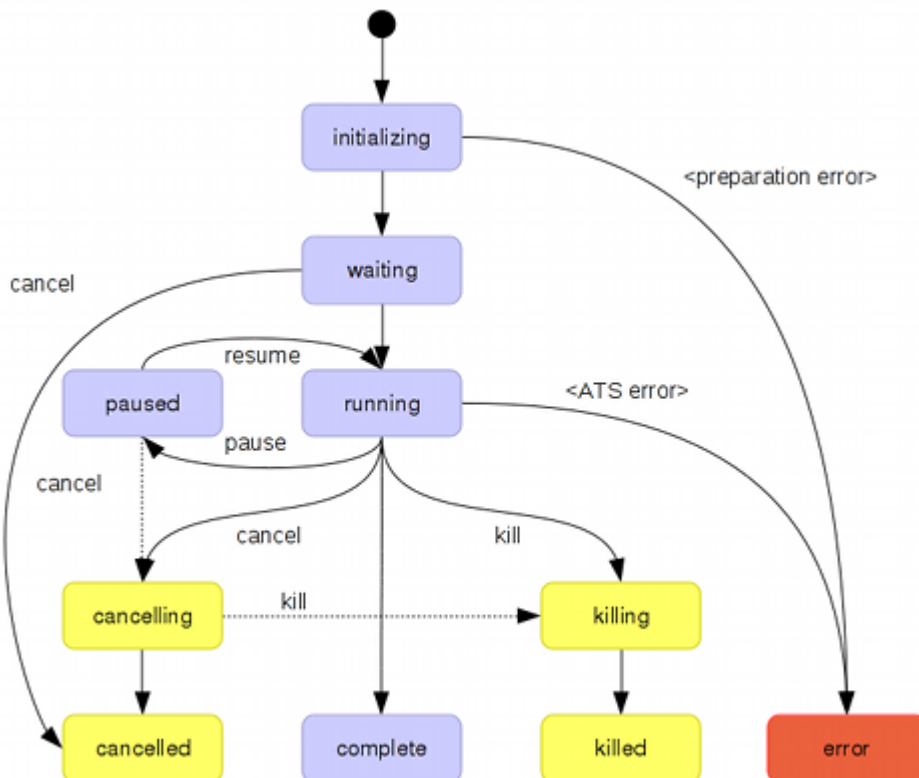 initializing
<preparation error>
waiting
cancel
resume
paused
running
<ATS error>
pause
cancel
cancel
kill
cancelling
kill
killing
cancelled
complete
killed
error